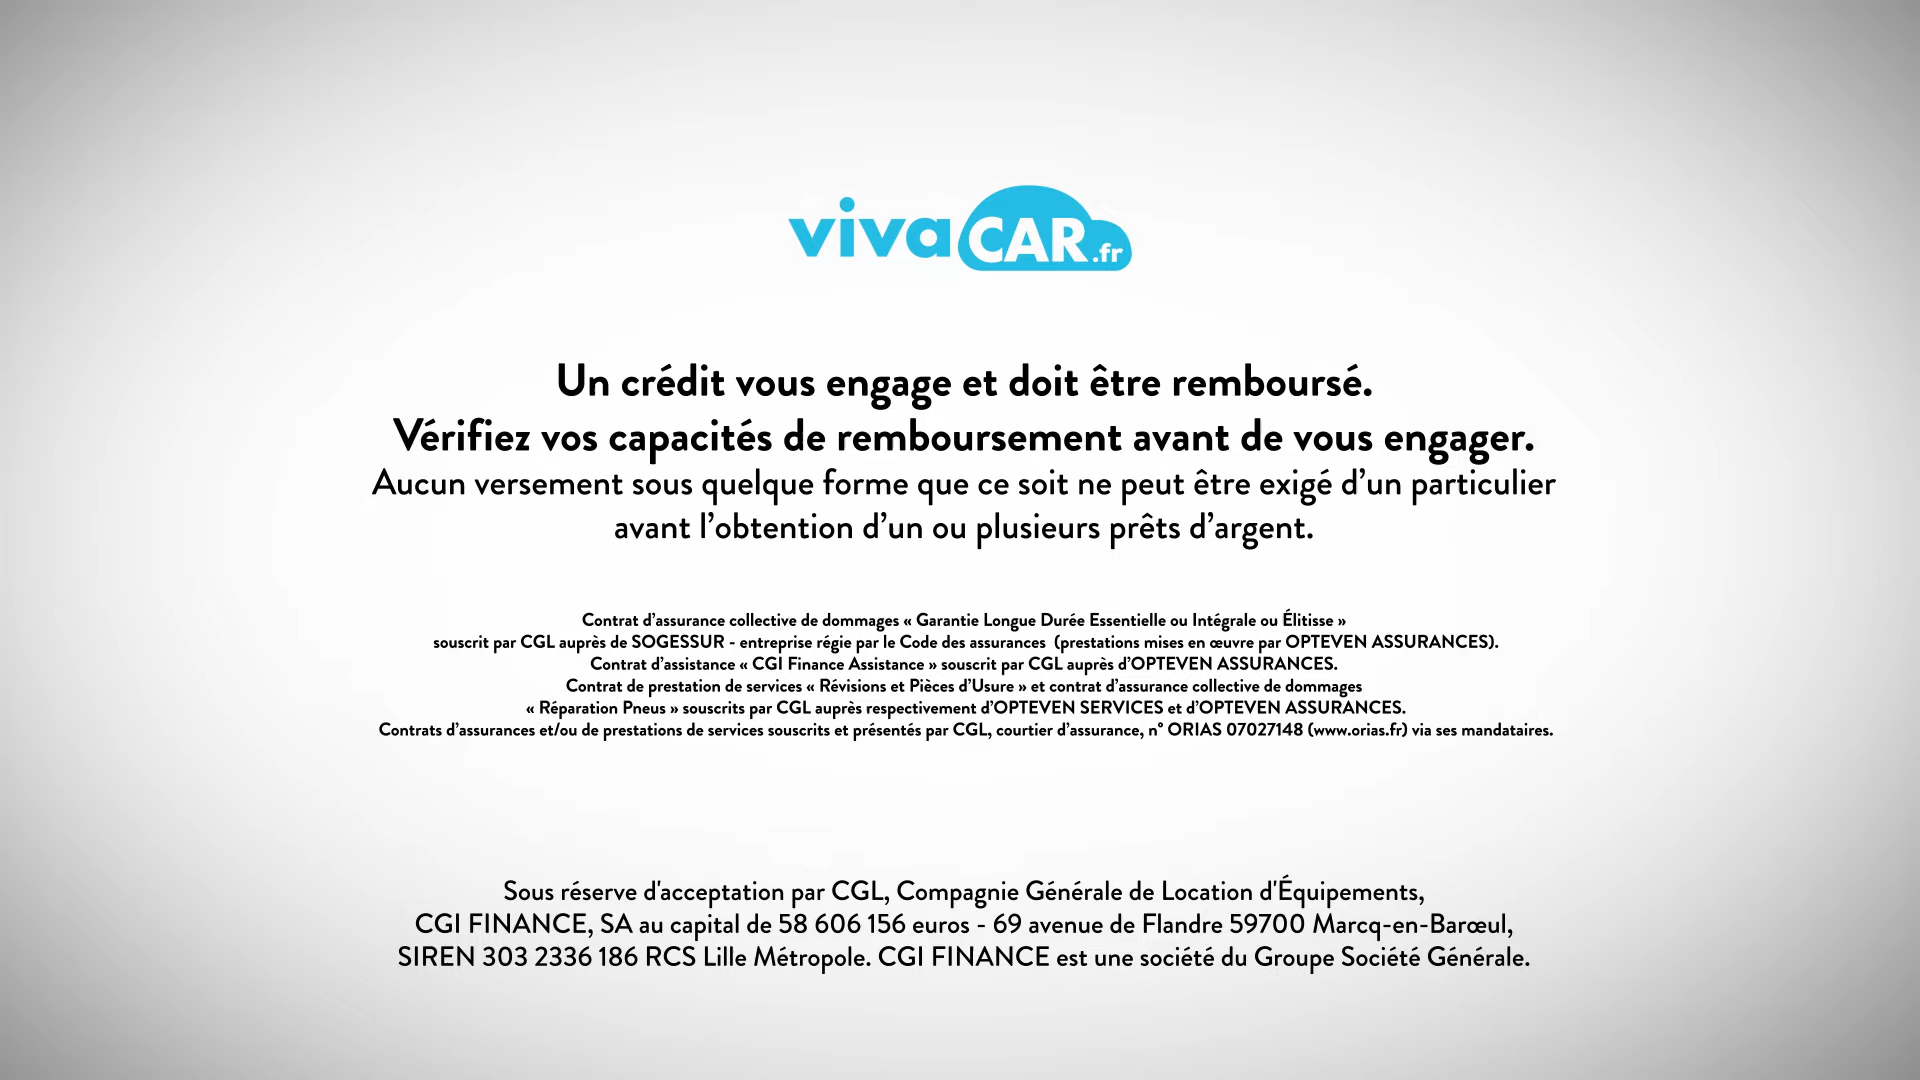 vivaCAR.fr
Un crédit vous engage et doit être remboursé.
Vérifiez vos capacités de remboursement avant de vous engager.
Aucun versement sous quelque forme que ce soit ne peut être exigé d’un particulier
avant l’obtention d’un ou plusieurs prêts d’argent.
Contrat d’assurance collective de dommages « Garantie Longue Durée Essentielle ou Intégrale ou Élitisse »
souscrit par CGL auprès de SOGESSUR - entreprise régie par le Code des assurances (prestations mises en œuvre par OPTEVEN ASSURANCES).
Contrat d’assistance « CGI Finance Assistance » souscrit par CGL auprès d’OPTEVEN ASSURANCES.
Contrat de prestation de services « Révisions et Pièces d’Usure » et contrat d’assurance collective de dommages
« Réparation Pneus » souscrits par CGL auprès respectivement d’OPTEVEN SERVICES et d’OPTEVEN ASSURANCES.
Contrats d’assurances et/ou de prestations de services souscrits et présentés par CGL, courtier d’assurance, n° ORIAS 07027148 (www.orias.fr) via ses mandataires.
Sous réserve d'acceptation par CGL, Compagnie Générale de Location d'Équipements,
CGI FINANCE, SA au capital de 58 606 156 euros - 69 avenue de Flandre 59700 Marcq-en-Barœul,
SIREN 303 2336 186 RCS Lille Métropole. CGI FINANCE est une société du Groupe Société Générale.